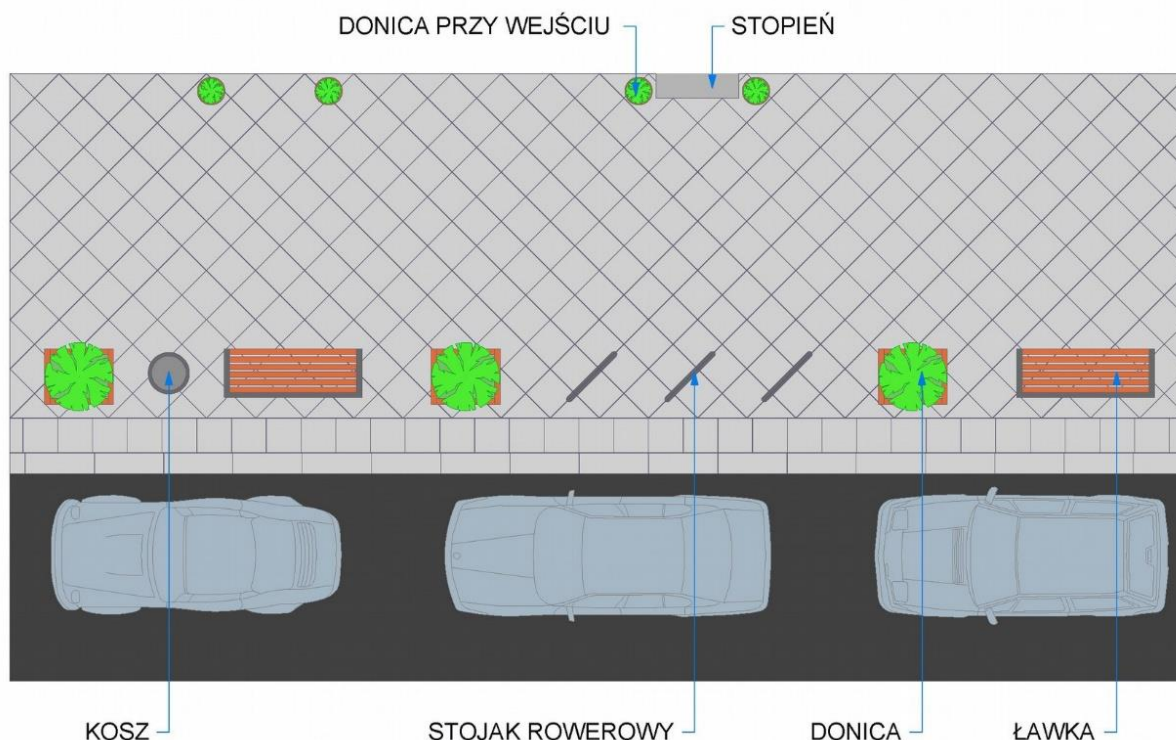 DONICA PRZY WEJŚCIU
STOPIEŃ
KOSZ
STOJAK ROWEROWY
DONICA
ŁAWKA